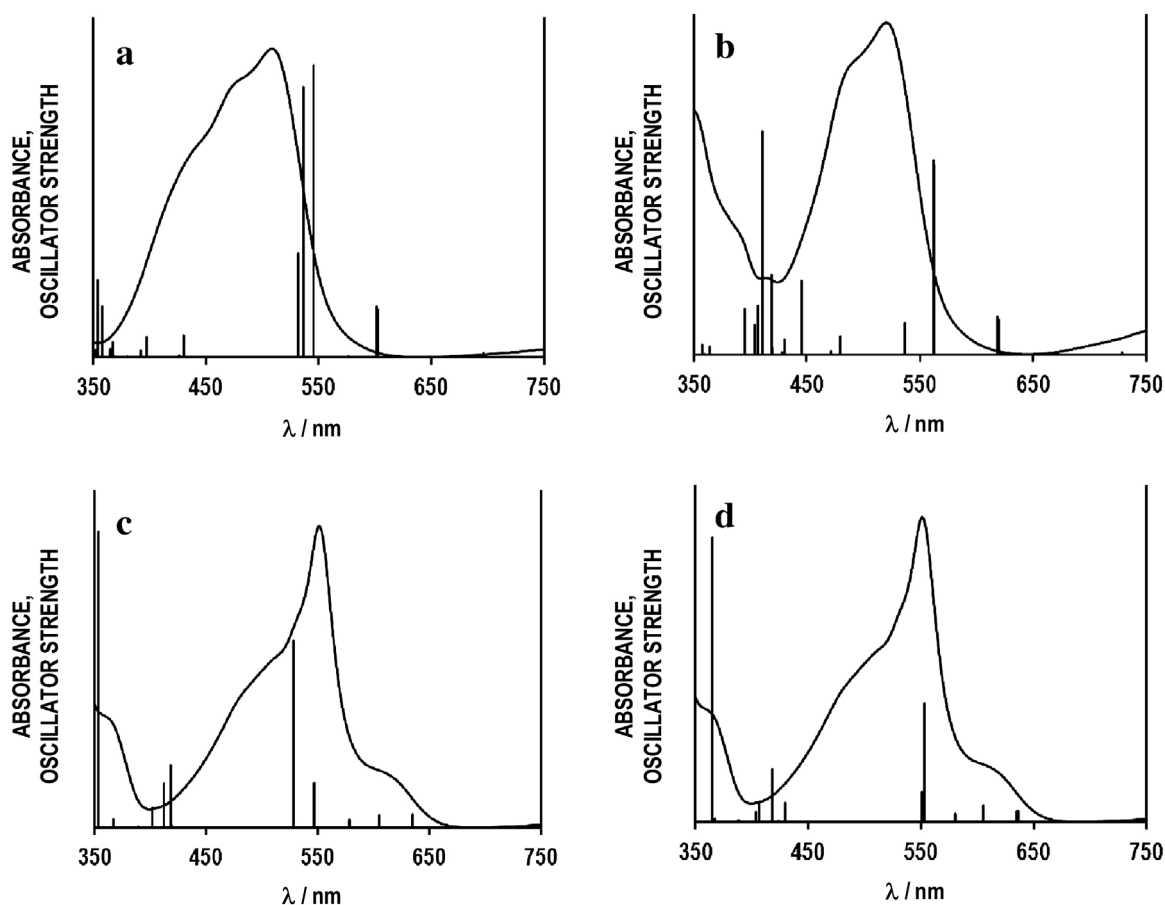 a
ABSORBANCE,
OSCILLATOR STRENGTH
350 450 550 650 750
λ / nm
b
ABSORBANCE,
OSCILLATOR STRENGTH
350 450 550 650 750
λ / nm
c
ABSORBANCE,
OSCILLATOR STRENGTH
350 450 550 650 750
λ / nm
d
ABSORBANCE,
OSCILLATOR STRENGTH
350 450 550 650 750
λ / nm